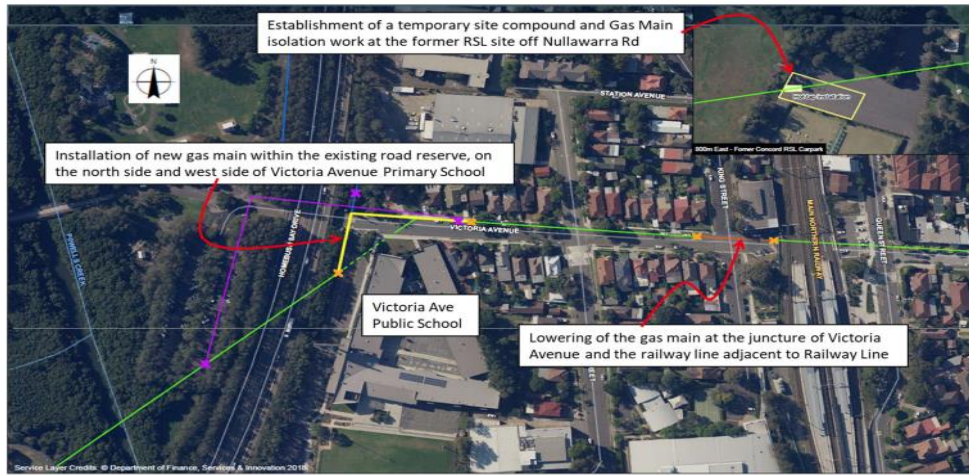 Establishment of a temporary site compound and Gas Main
isolation work at the former RSL site off Nullawarra Rd
N
STATION AVENUE
800m East - Former Concord RSL Carpark
Installation of new gas main within the existing road reserve, on
the north side and west side of Victoria Avenue Primary School
KING STREET
HOMEBUSH BAY DRIVE
VICTORIA AVENUE
POWELLS CREEK
MAIN NORTHERN RAILWAY
QUEEN STREET
Victoria Ave
Public School
Lowering of the gas main at the juncture of Victoria
Avenue and the railway line adjacent to Railway Line
STREET
Service Layer Credits: © Department of Finance, Services & Innovation 2018